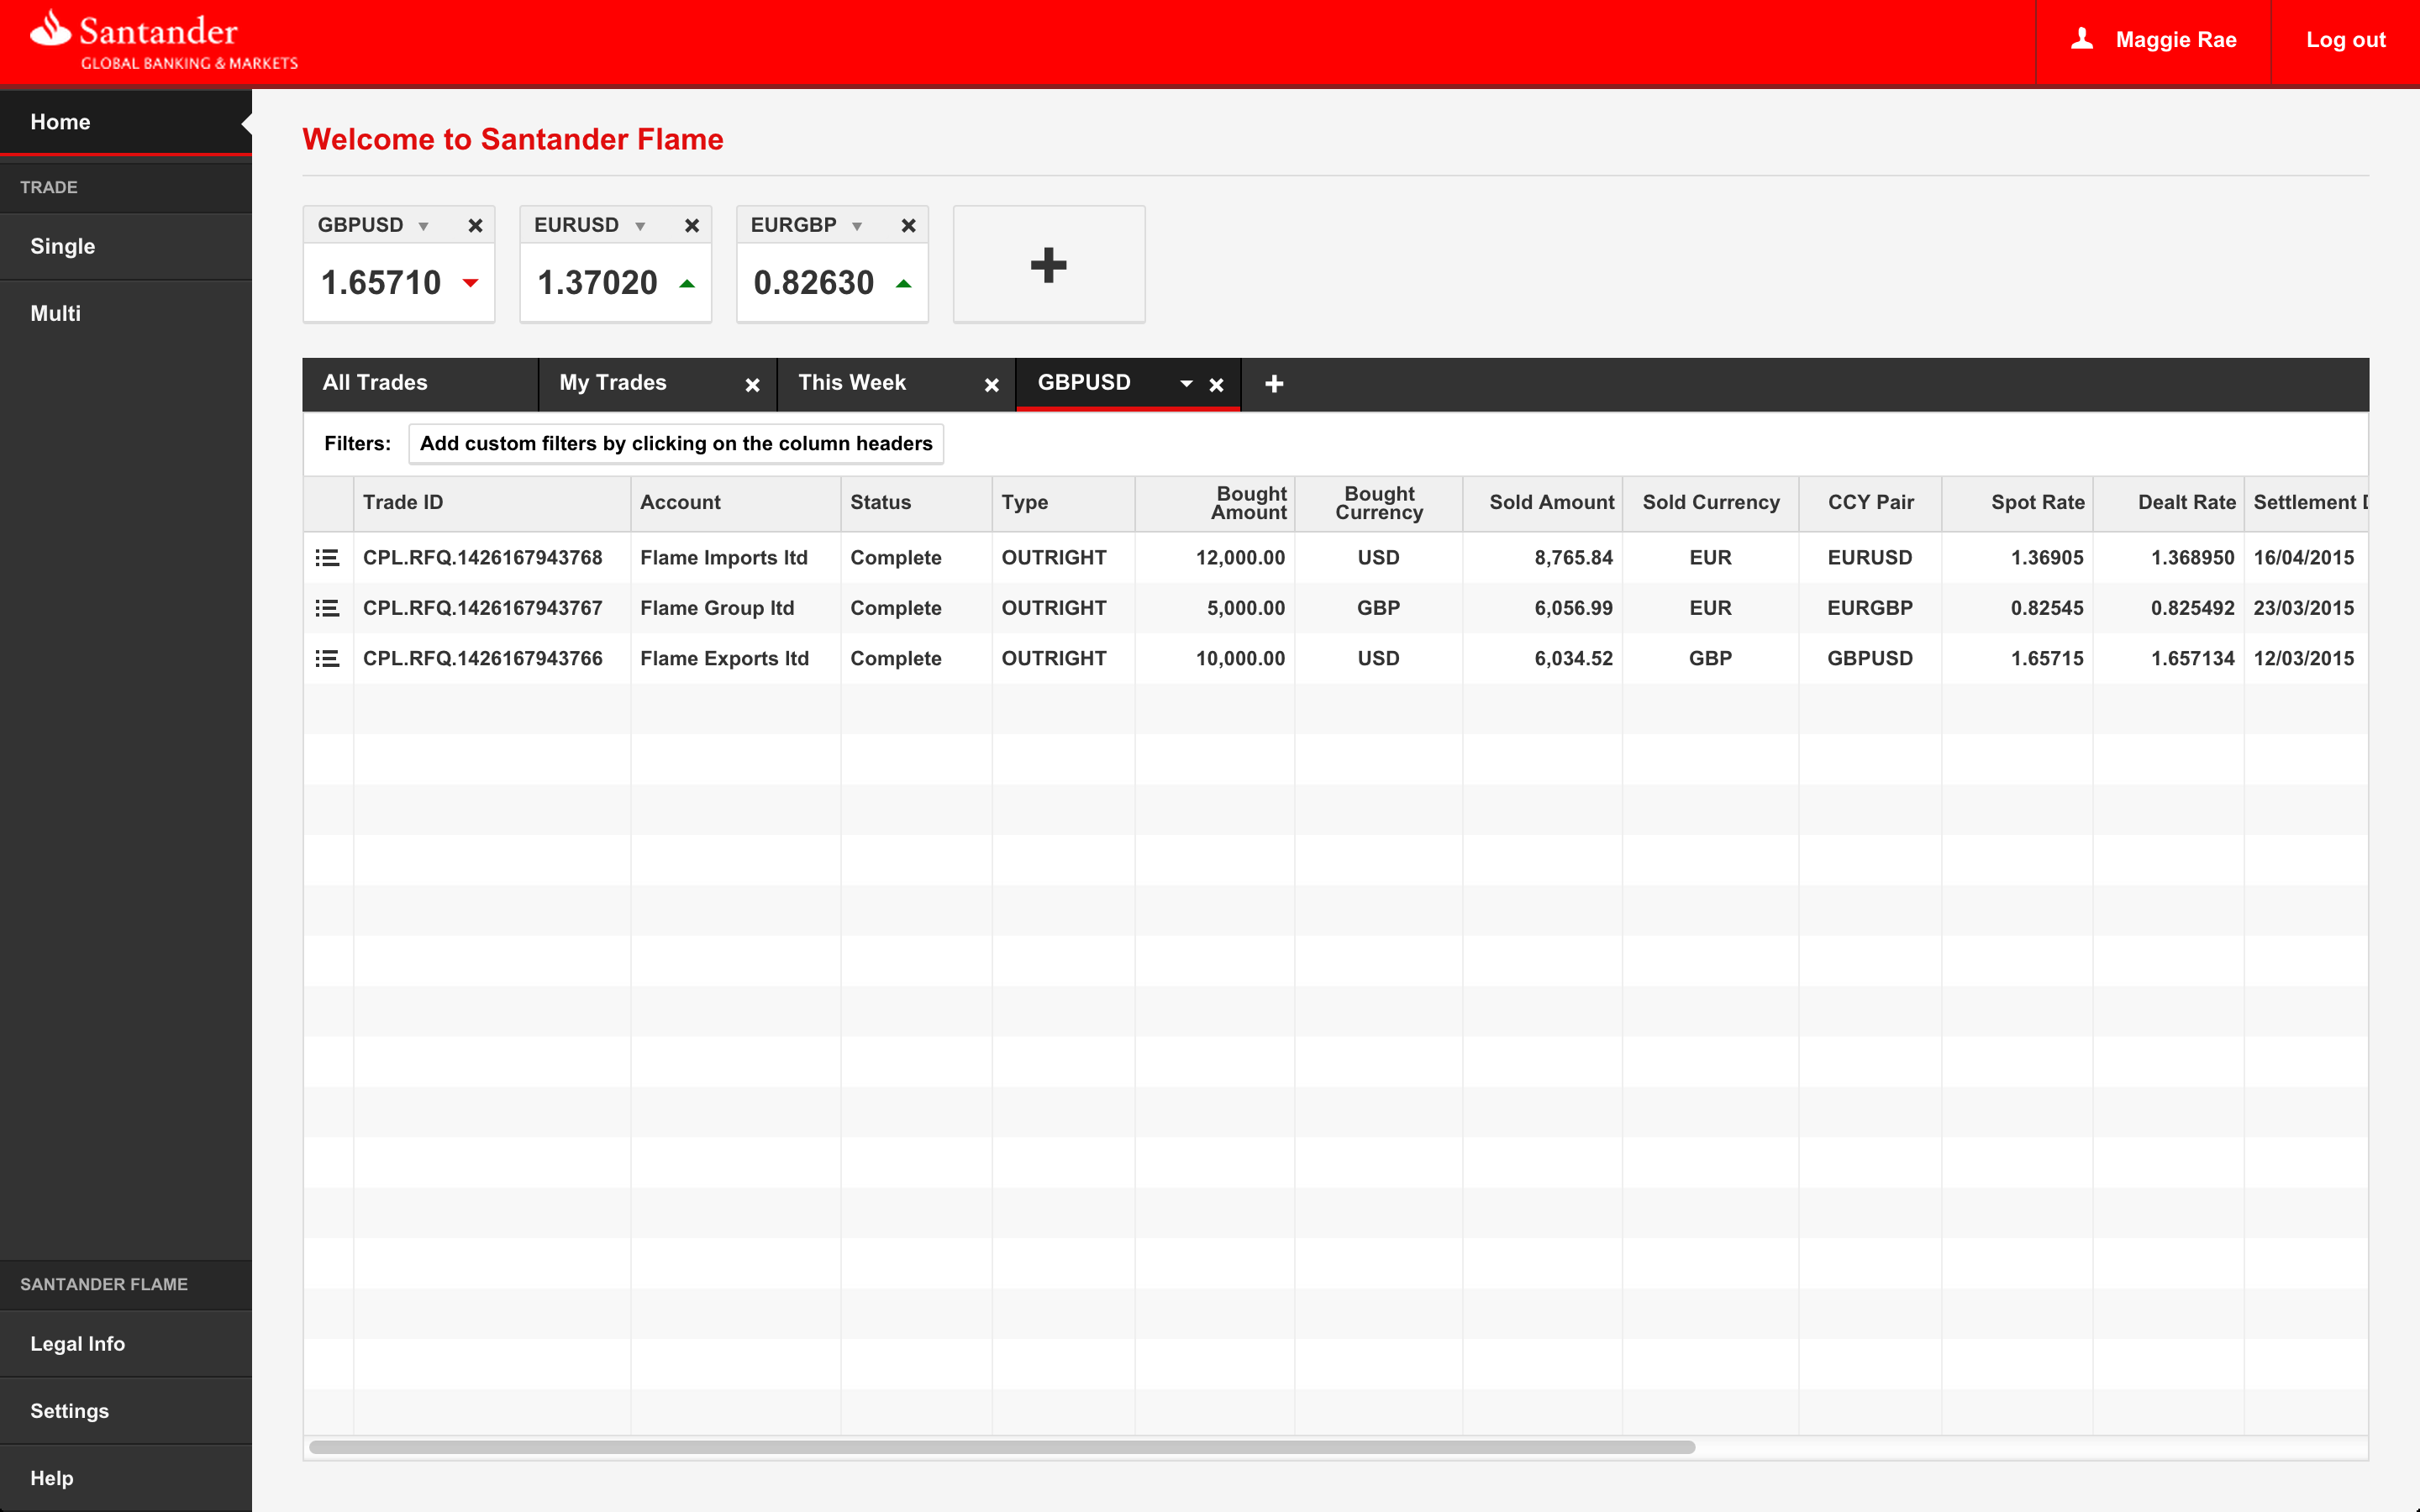 Santander
GLOBAL BANKING & MARKETS
Maggie Rae
Log out
Home
TRADE
Single
Multi
SANTANDER FLAME
Legal Info
Settings
Help
Welcome to Santander Flame
GBPUSD
1.65710
EURUSD
1.37020
EURGBP
0.82630
All Trades
My Trades
This Week
GBPUSD
Filters: Add custom filters by clicking on the column headers
Trade ID Account Status Type Bought Amount Bought Currency Sold Amount Sold Currency CCY Pair Spot Rate Dealt Rate Settlement D
CPL.RFQ.1426167943768 Flame Imports ltd Complete OUTRIGHT 12,000.00 USD 8,765.84 EUR EURUSD 1.36905 1.368950 16/04/2015
CPL.RFQ.1426167943767 Flame Group ltd Complete OUTRIGHT 5,000.00 GBP 6,056.99 EUR EURGBP 0.82545 0.825492 23/03/2015
CPL.RFQ.1426167943766 Flame Exports ltd Complete OUTRIGHT 10,000.00 USD 6,034.52 GBP GBPUSD 1.65715 1.657134 12/03/2015